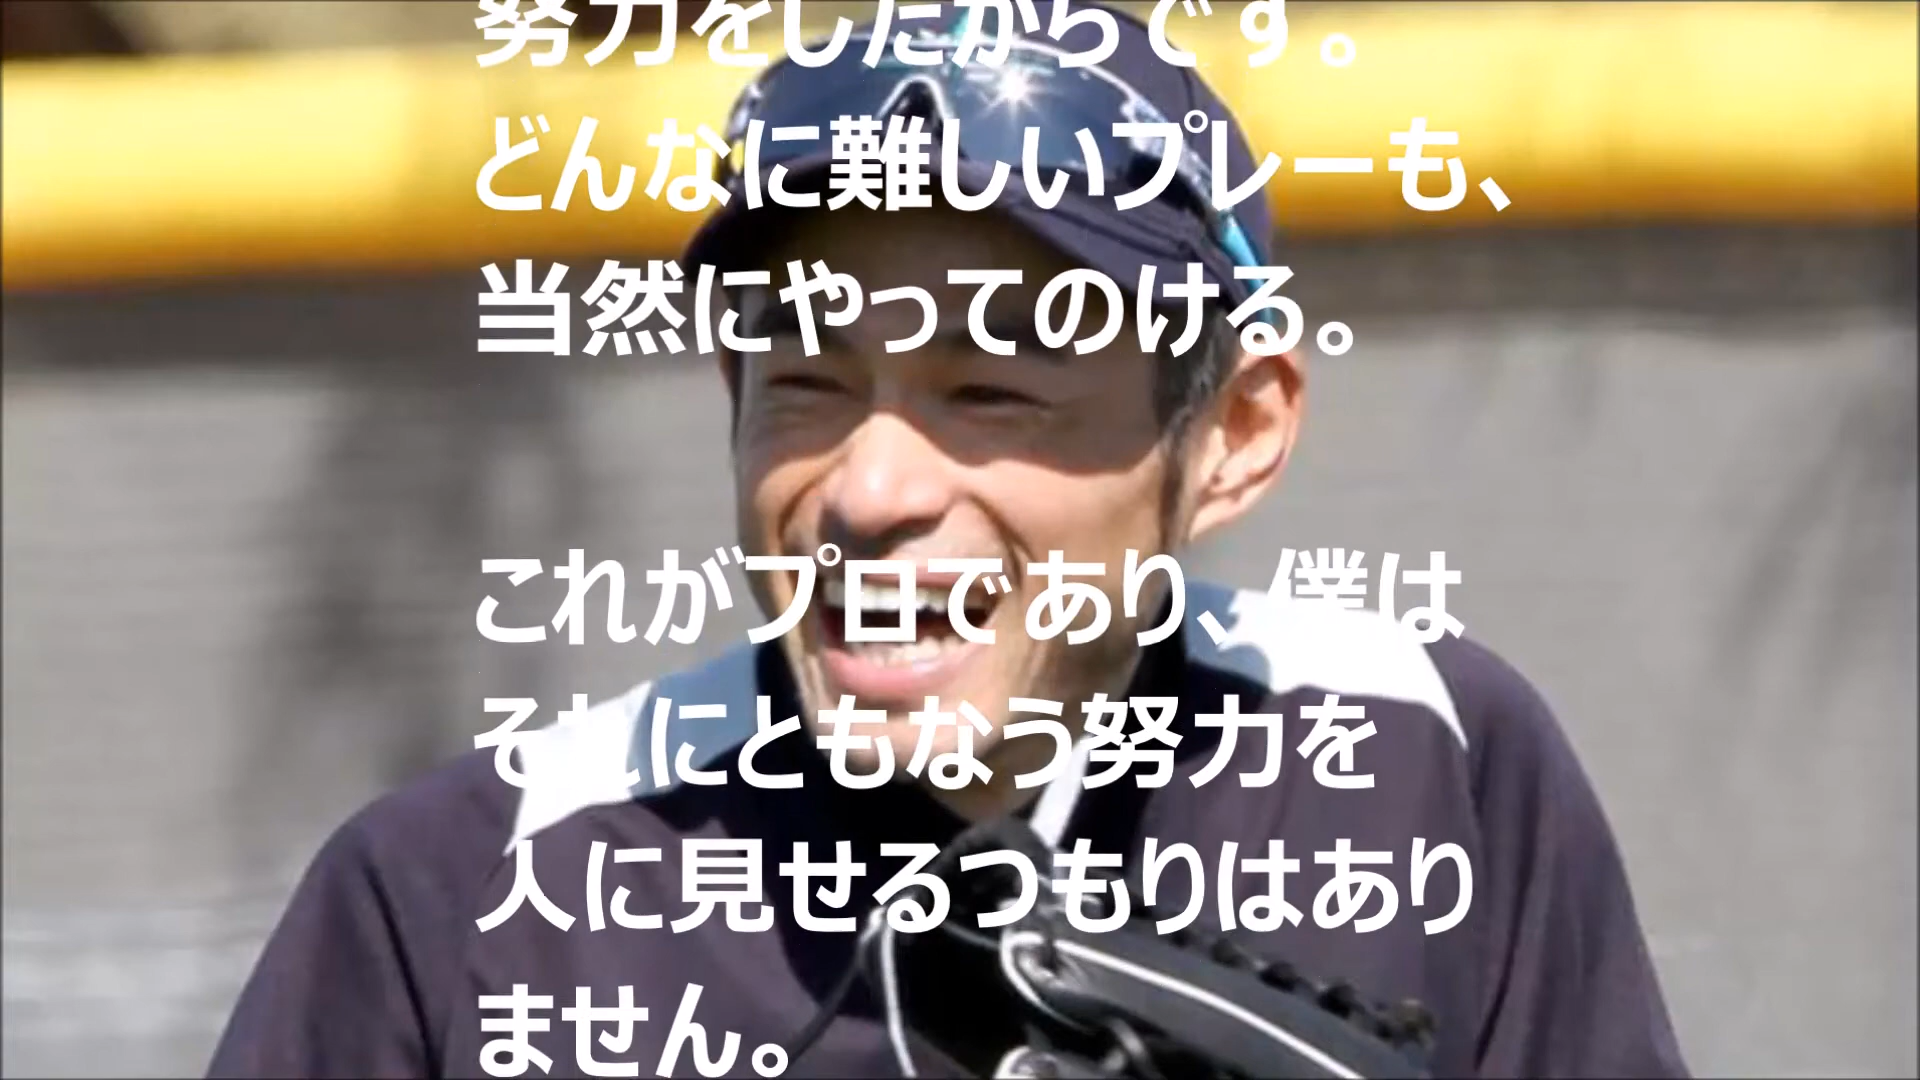 努力をしたからです。
どんなに難しいプレーも、
当然にやってのける。
これがプロであり、僕は
それにともなう努力を
人に見せるつもりはあり
ません。